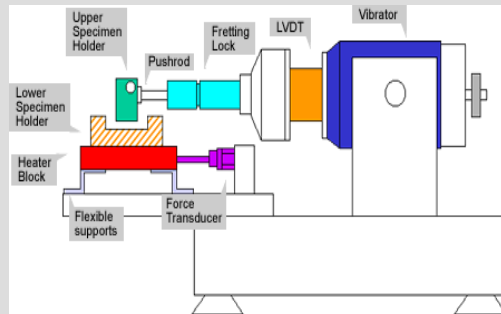 Upper
Specimen
Holder
Pushrod
Fretting
Lock
LVDT
Vibrator
Lower
Specimen
Holder
Heater
Block
Flexible
supports
Force
Transducer